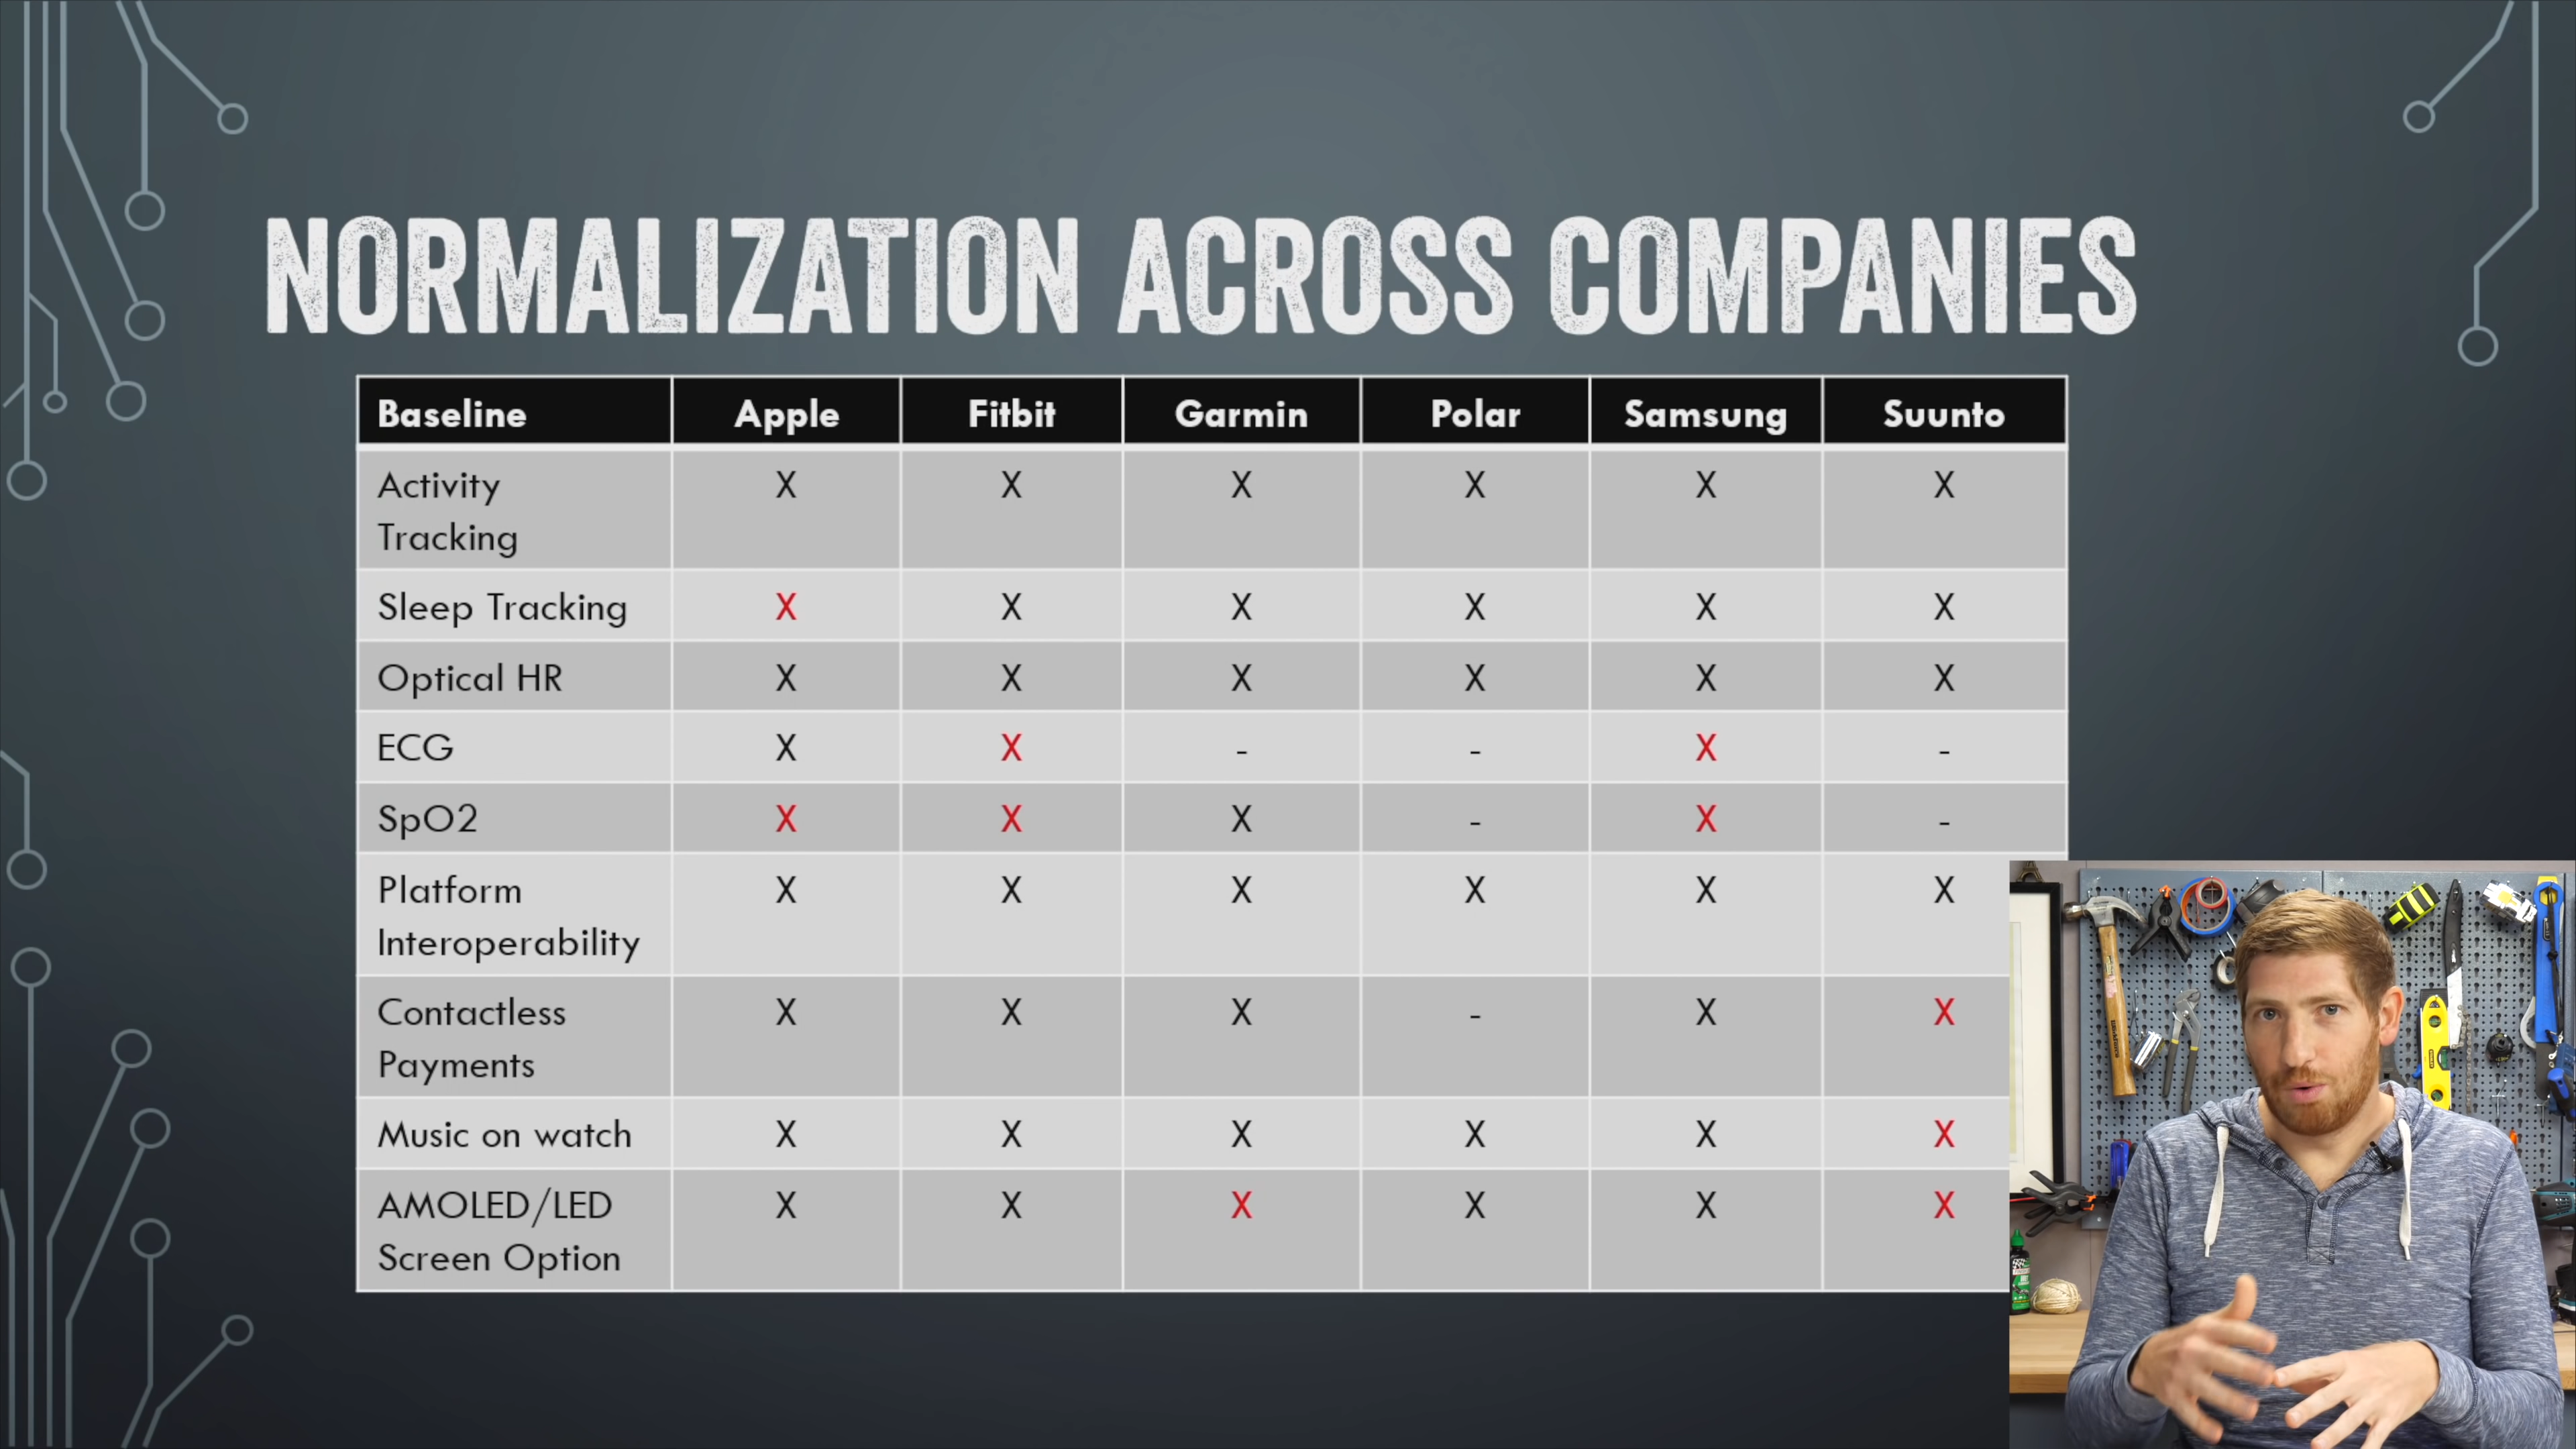 NORMALIZATION ACROSS COMPANIES
Baseline Apple Fitbit Garmin Polar Samsung Suunto
Activity X X X X X X
Tracking
Sleep Tracking X X X X X X
Optical HR X X X X X X
ECG X X - - X -
SpO2 X X X - X -
Platform X X X X X X
Interoperability
Contactless X X X - X X
Payments
Music on watch X X X X X X
AMOLED/LED X X X X X X
Screen Option